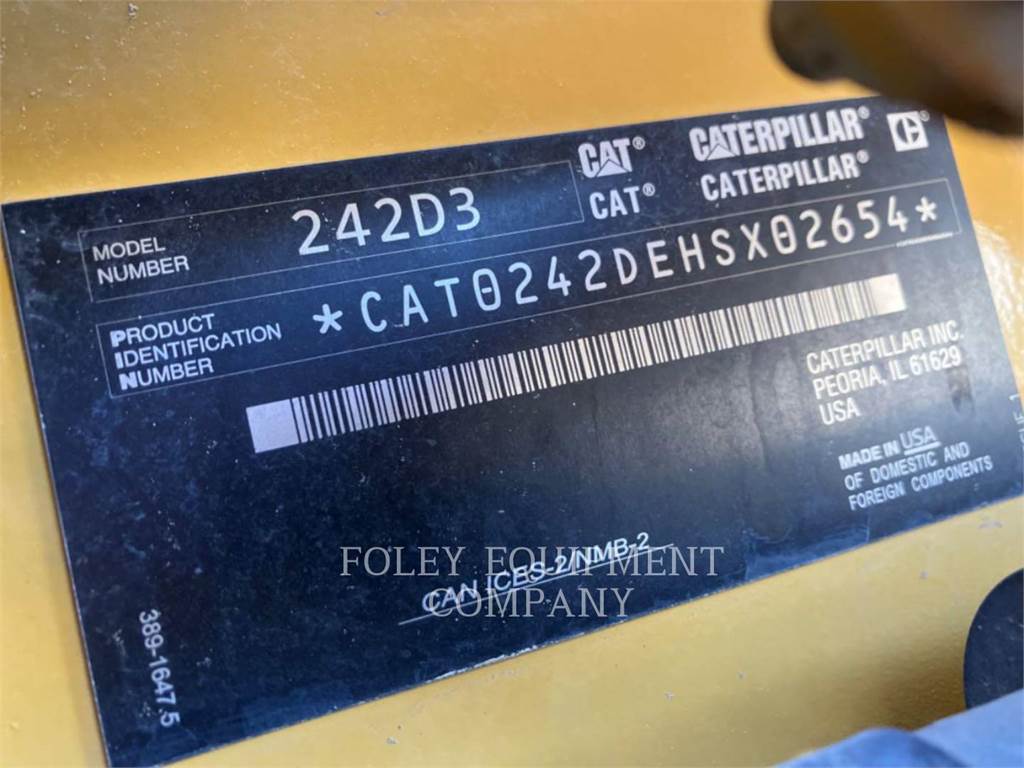 MODEL NUMBER 242D3
CAT® CATERPILLAR®
CAT® CATERPILLAR®
PRODUCT IDENTIFICATION NUMBER *CAT0242DEHSX02654*
CATERPILLAR INC.
PEORIA, IL 61629
USA
MADE IN USA
OF DOMESTIC AND
FOREIGN COMPONENTS
CAN ICES-2/NMB-2
389-1647 5
FOLEY EQUIPMENT
COMPANY